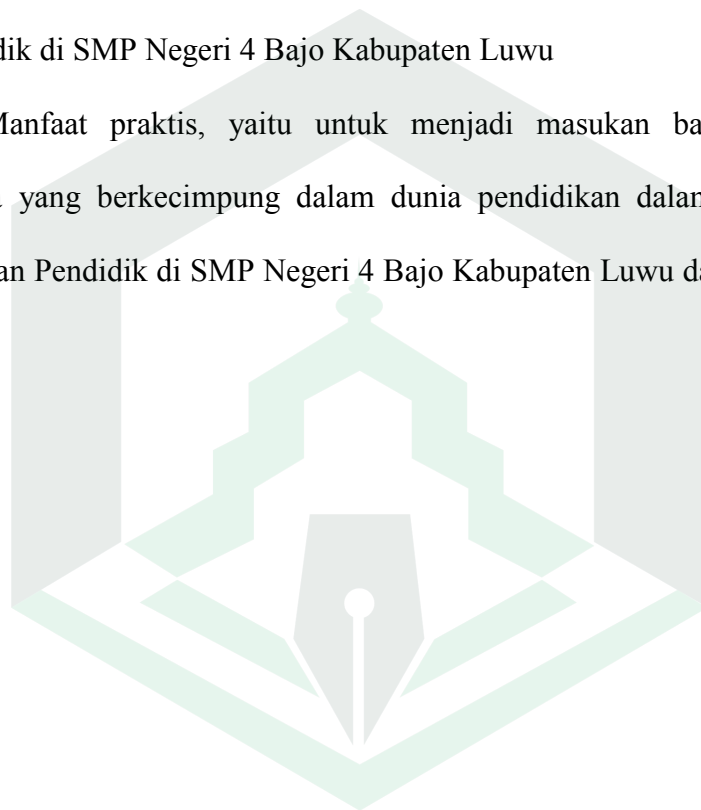 dik di SMP Negeri 4 Bajo Kabupaten Luwu
Manfaat praktis, yaitu untuk menjadi masukan ba
yang berkecimpung dalam dunia pendidikan dalam
an Pendidik di SMP Negeri 4 Bajo Kabupaten Luwu da